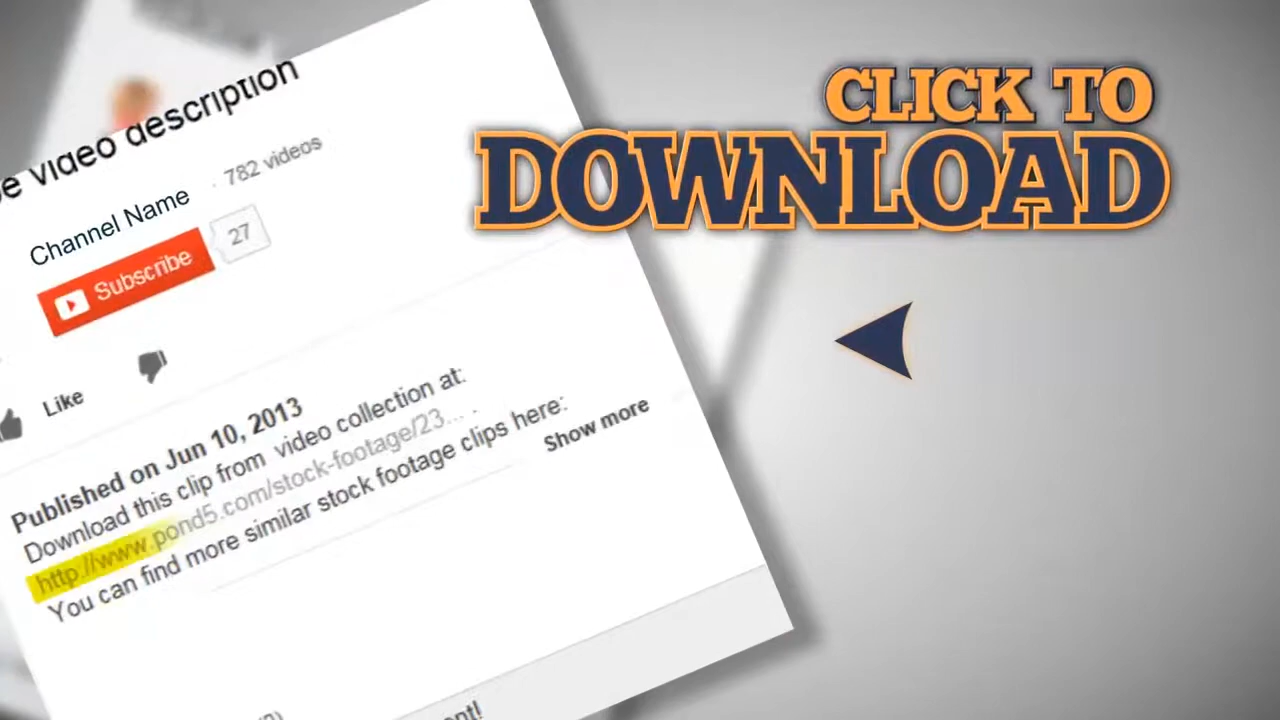 CLICK TO
DOWNLOAD
video description
Channel Name · 782 videos
Subscribe 27
Like
Published on Jun 10, 2013
Download this clip from video collection at:
http://www.pond5.com/stock-footage/23...
You can find more similar stock footage clips here:
Show more